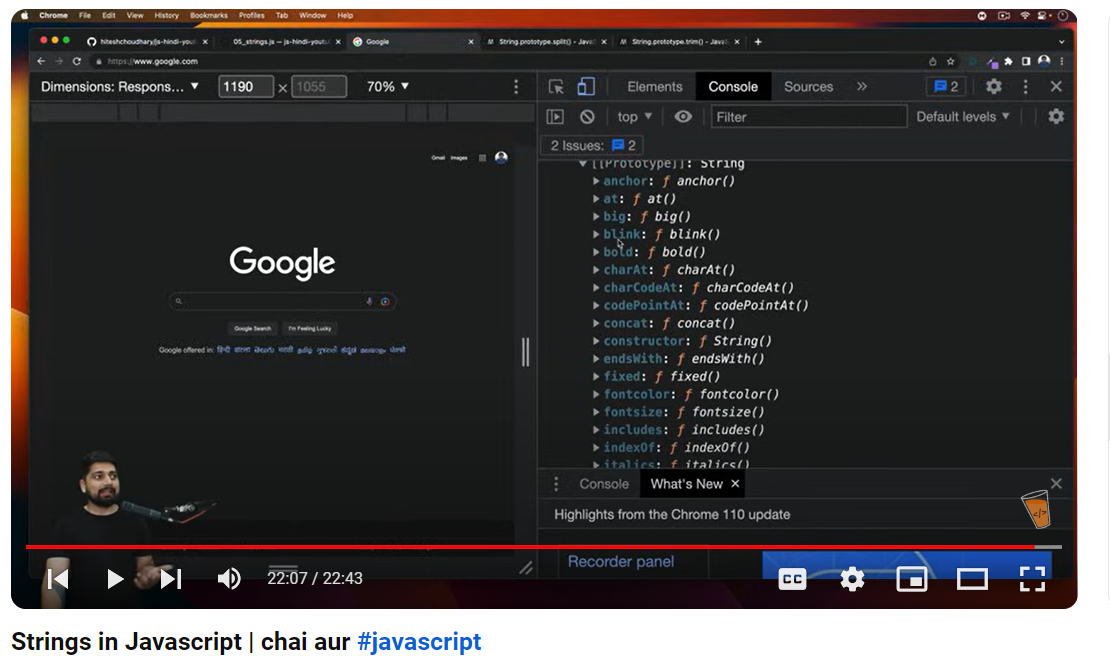 Chrome File Edit View History Bookmarks Profiles Tab Window Help
hiteshchoudhary/js-hindi-yout 05_strings.js — js-hindi-youtu Google String.prototype.split() - Java String.prototype.trim() - JavaS
https://www.google.com
Dimensions: Respons... 1190 × 1055 70%
Elements Console Sources » 2
top Filter Default levels
2 Issues: 2
Gmail Images
[[Prototype]]: String
anchor: ƒ anchor()
at: ƒ at()
big: ƒ big()
blink: ƒ blink()
bold: ƒ bold()
charAt: ƒ charAt()
charCodeAt: ƒ charCodeAt()
codePointAt: ƒ codePointAt()
concat: ƒ concat()
constructor: ƒ String()
endsWith: ƒ endsWith()
fixed: ƒ fixed()
fontcolor: ƒ fontcolor()
fontsize: ƒ fontsize()
includes: ƒ includes()
indexOf: ƒ indexOf()
italics: ƒ italics()
Google
Google Search I'm Feeling Lucky
Google offered in: हिन्दी বাংলা తెలుగు मराठी தமிழ் ગુજરાતી ಕನ್ನಡ മലയാളം ਪੰਜਾਬੀ
Console What's New
Highlights from the Chrome 110 update
Recorder panel
</>
22:07 / 22:43
CC
Strings in Javascript | chai aur #javascript